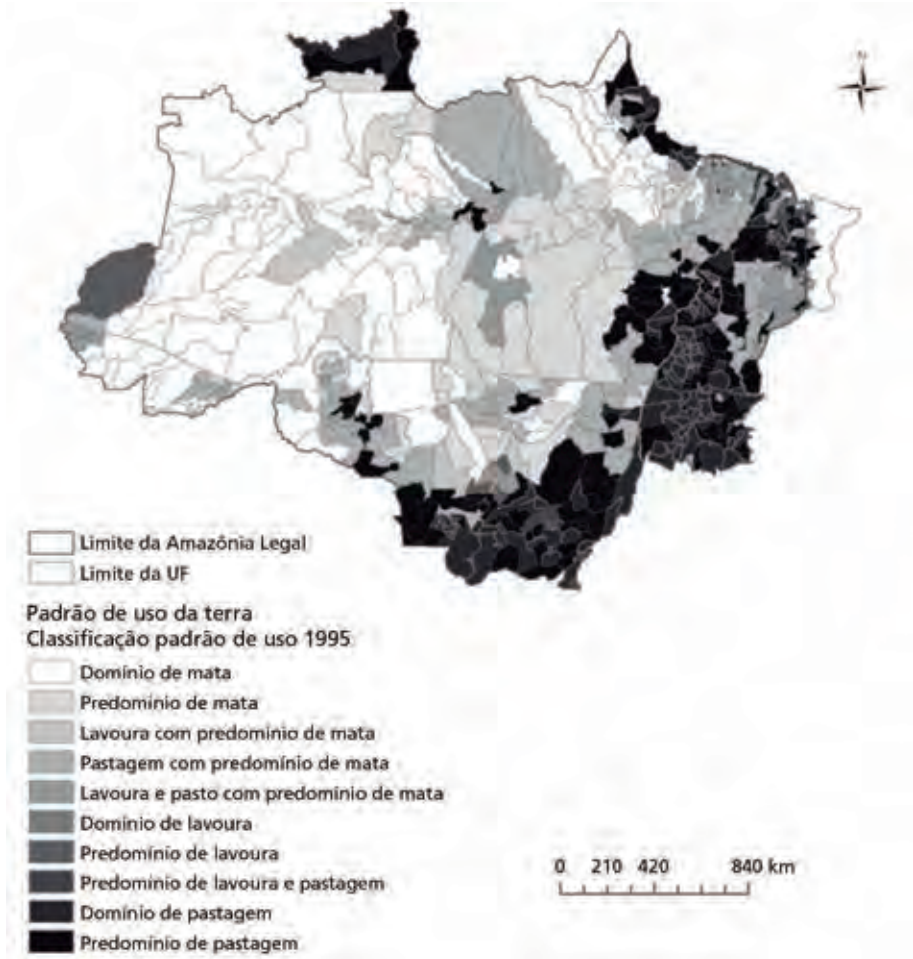 N
Limite da Amazônia Legal
Limite da UF
Padrão de uso da terra
Classificação padrão de uso 1995
Domínio de mata
Predomínio de mata
Lavoura com predomínio de mata
Pastagem com predomínio de mata
Lavoura e pasto com predomínio de mata
Domínio de lavoura
Predomínio de lavoura
Predomínio de lavoura e pastagem
Domínio de pastagem
Predomínio de pastagem
0 210 420 840 km